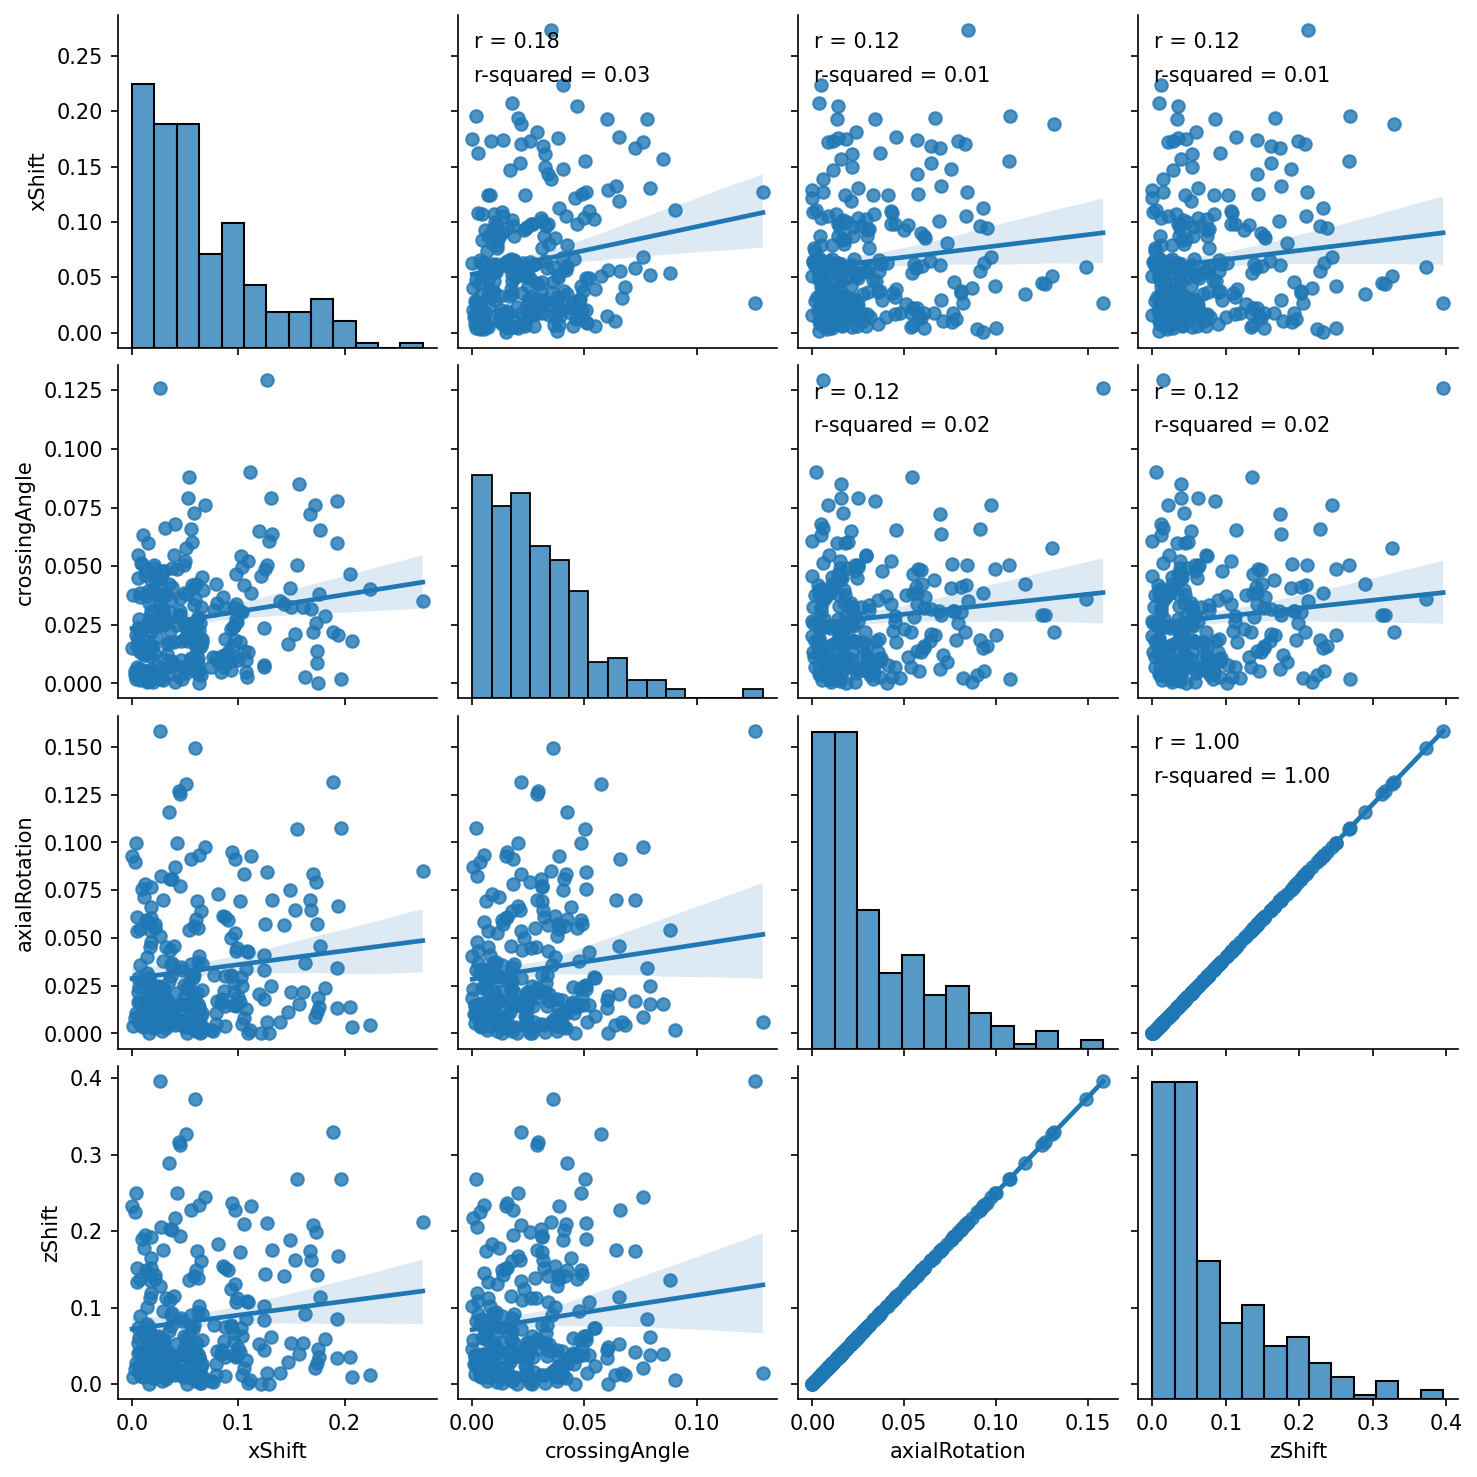 r = 0.18
r = 0.12
r = 0.12
r-squared = 0.03
r-squared = 0.01
r-squared = 0.01
0.25
0.20
0.15
0.10
0.05
0.00
xShift
r = 0.12
r = 0.12
r-squared = 0.02
r-squared = 0.02
0.125
0.100
0.075
0.050
0.025
0.000
crossingAngle
r = 1.00
r-squared = 1.00
0.150
0.125
0.100
0.075
0.050
0.025
0.000
axialRotation
0.4
0.3
0.2
0.1
0.0
zShift
0.0 0.1 0.2
0.00 0.05 0.10
0.00 0.05 0.10 0.15
0.0 0.1 0.2 0.3 0.4
xShift
crossingAngle
axialRotation
zShift